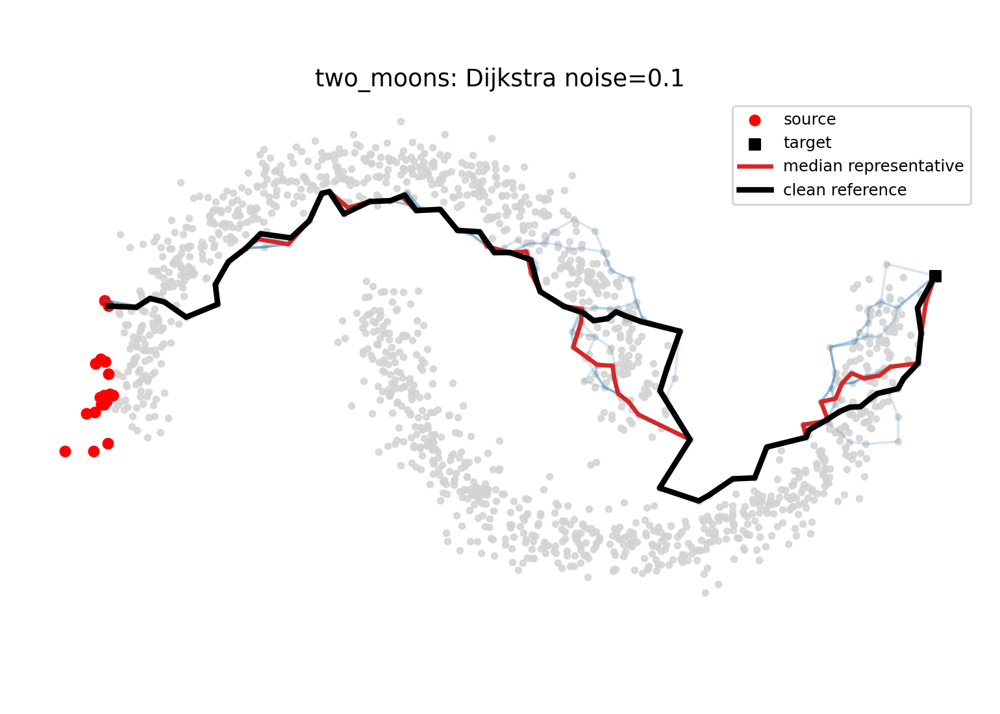 two_moons: Dijkstra noise=0.1
source
target
median representative
clean reference